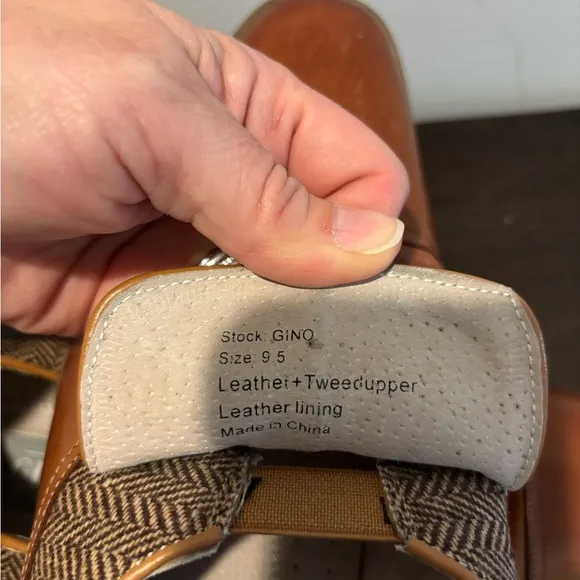 Stock: GINO
Size: 9.5
Leather+Tweedupper
Leather lining
Made in China